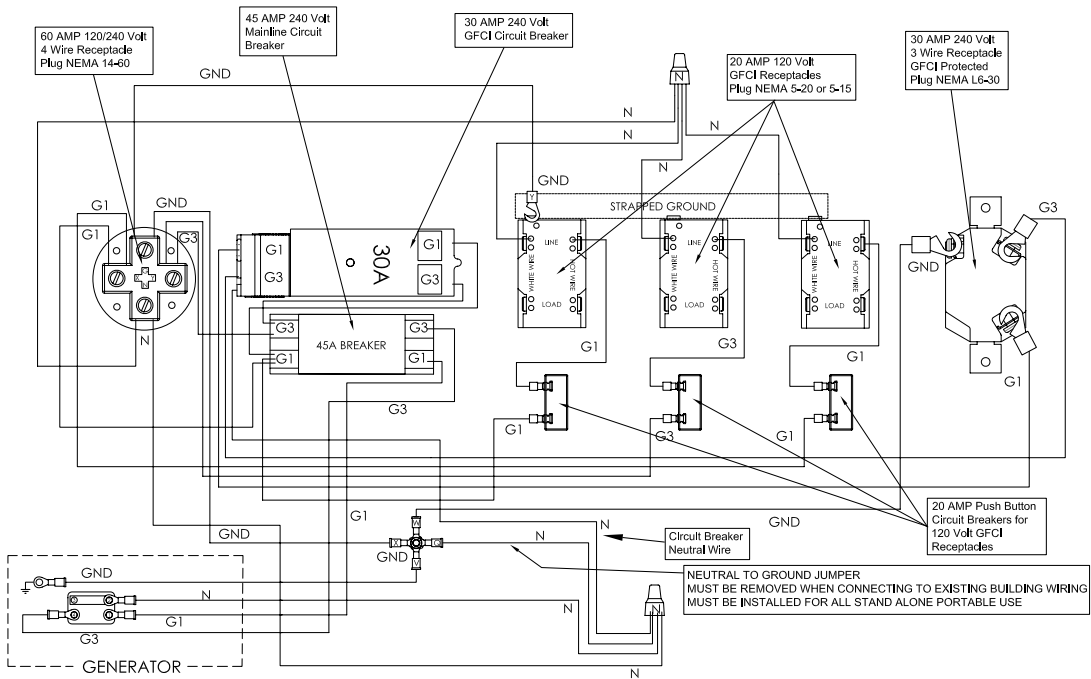 60 AMP 120/240 Volt
4 Wire Receptacle
Plug NEMA 14-60
45 AMP 240 Volt
Mainline Circuit
Breaker
30 AMP 240 Volt
GFCI Circuit Breaker
20 AMP 120 Volt
GFCI Receptacles
Plug NEMA 5-20 or 5-15
30 AMP 240 Volt
3 Wire Receptacle
GFCI Protected
Plug NEMA L6-30
GND
N
N
N
N
N
GND
STRAPPED GROUND
G1
GND
G1
G3
G1
G3
30A
G1
G3
G3
G1
45A BREAKER
G3
G1
N
G3
LINE
WHITE WIRE
HOT WIRE
LOAD
LINE
WHITE WIRE
HOT WIRE
LOAD
LINE
WHITE WIRE
HOT WIRE
LOAD
GND
G3
G1
G1
G3
G1
G1
G3
G1
G1
GND
GND
GND
N
N
Circuit Breaker
Neutral Wire
20 AMP Push Button
Circuit Breakers for
120 Volt GFCI
Receptacles
NEUTRAL TO GROUND JUMPER
MUST BE REMOVED WHEN CONNECTING TO EXISTING BUILDING WIRING
MUST BE INSTALLED FOR ALL STAND ALONE PORTABLE USE
GND
N
G1
G3
N
N
GENERATOR